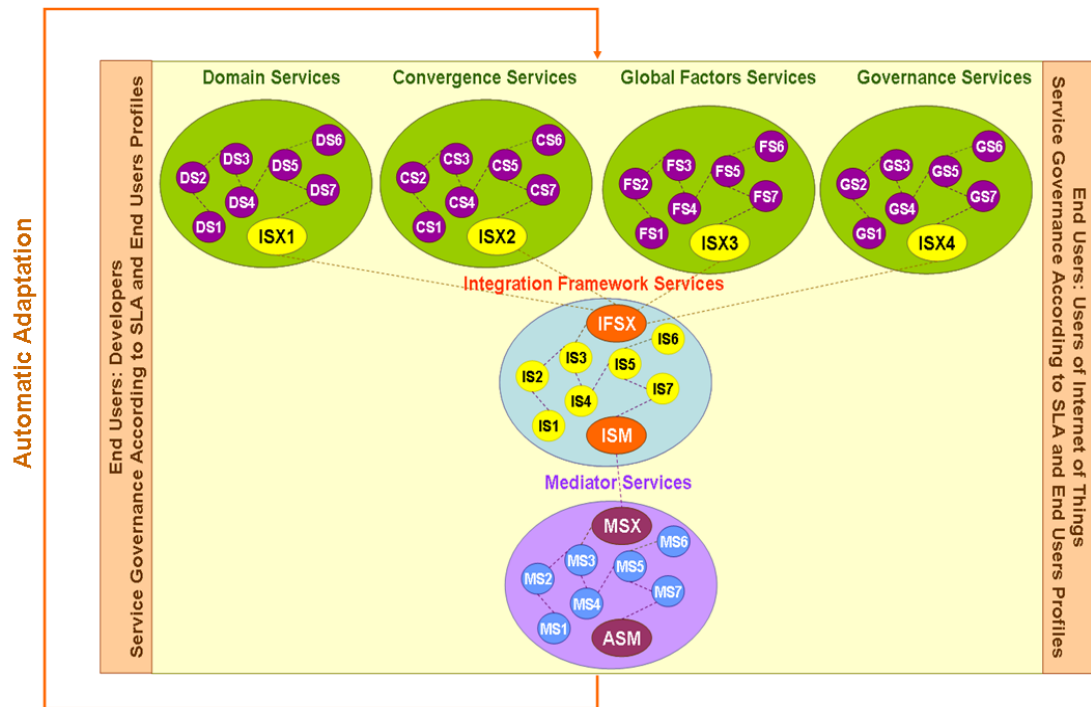 Automatic Adaptation
End Users: Developers
Service Governance According to SLA and End Users Profiles
Domain Services
Convergence Services
Global Factors Services
Governance Services
DS6
DS3
DS5
DS2
DS7
DS4
DS1
ISX1
CS6
CS3
CS5
CS2
CS7
CS4
CS1
ISX2
FS6
FS3
FS5
FS2
FS7
FS4
FS1
ISX3
GS6
GS3
GS5
GS2
GS7
GS4
GS1
ISX4
Integration Framework Services
IFSX
IS6
IS3
IS5
IS2
IS7
IS4
IS1
ISM
Mediator Services
MSX
MS6
MS3
MS5
MS2
MS7
MS4
MS1
ASM
End Users: Users of Internet of Things
Service Governance According to SLA and End Users Profiles